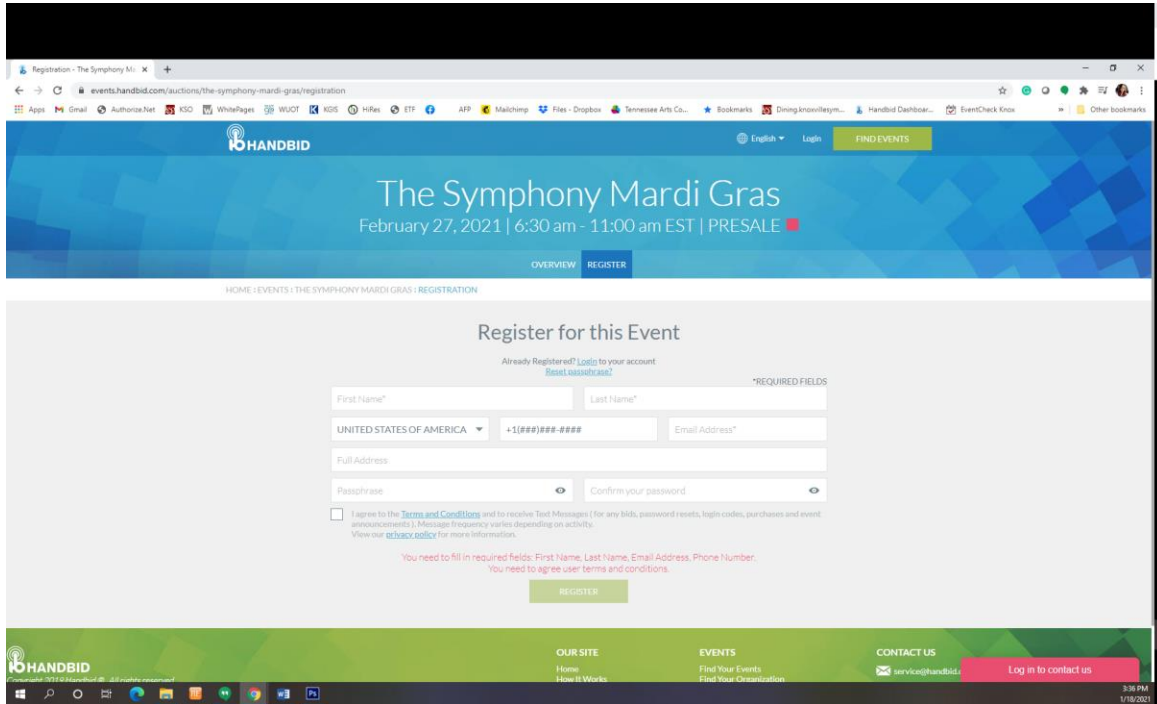 Registration - The Symphony Ma
events.handbid.com/auctions/the-symphony-mardi-gras/registration
Apps Gmail Authorize.Net KSO WhitePages WUOT KGIS HiRes ETF AFP Mailchimp Files - Dropbox Tennessee Arts Co... Bookmarks Dining.knoxvillesym... Handbid Dashboar... EventCheck Knox » Other bookmarks
HANDBID English Login FIND EVENTS
The Symphony Mardi Gras
February 27, 2021 | 6:30 am - 11:00 am EST | PRESALE
OVERVIEW REGISTER
HOME : EVENTS : THE SYMPHONY MARDI GRAS : REGISTRATION
Register for this Event
Already Registered? Login to your account
Reset passphrase?
*REQUIRED FIELDS
First Name* Last Name*
UNITED STATES OF AMERICA +1(###)###-#### Email Address*
Full Address
Passphrase Confirm your password
I agree to the Terms and Conditions and to receive Text Messages ( for any bids, password resets, login codes, purchases and event
announcements ). Message frequency varies depending on activity.
View our privacy policy for more information.
You need to fill in required fields: First Name, Last Name, Email Address, Phone Number.
You need to agree user terms and conditions.
REGISTER
OUR SITE EVENTS CONTACT US
HANDBID Home Find Your Events service@handbid. Log in to contact us
Copyright 2019 Handbid ®. All rights reserved How It Works Find Your Organization
3:36 PM
1/18/2021